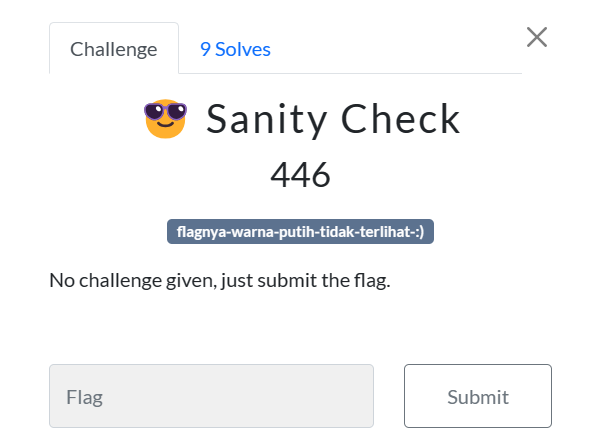 Challenge
9 Solves
😎 Sanity Check
446
flagnya-warna-putih-tidak-terlihat-:)
No challenge given, just submit the flag.
Flag
Submit